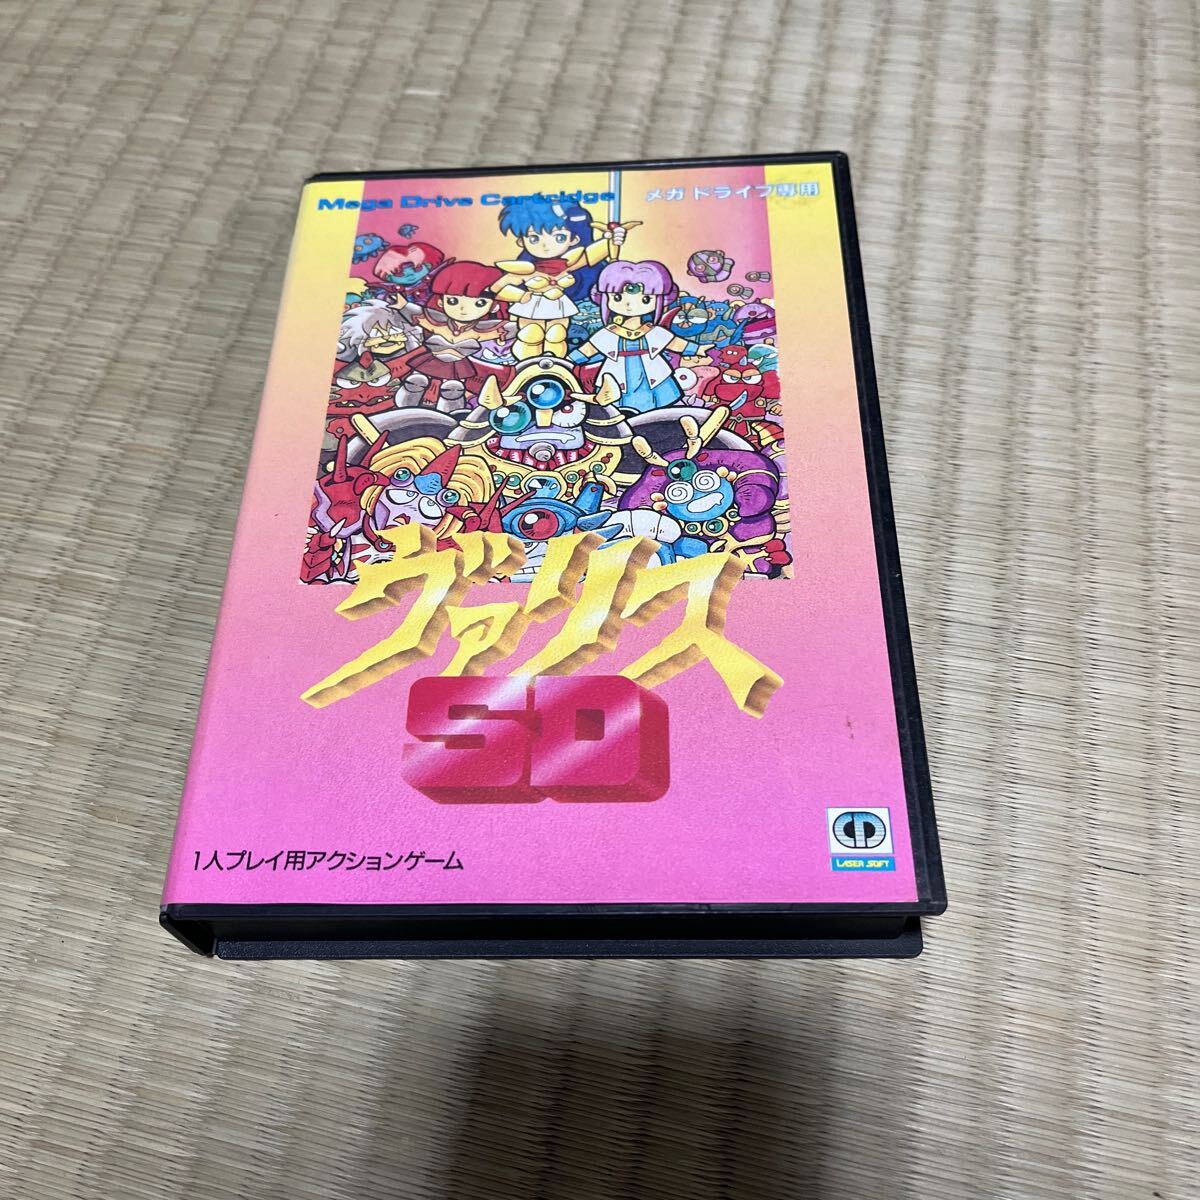 Mega Drive Cartridge
メガドライブ専用
ヴァリス
SD
1人プレイ用アクションゲーム
LASER SOFT